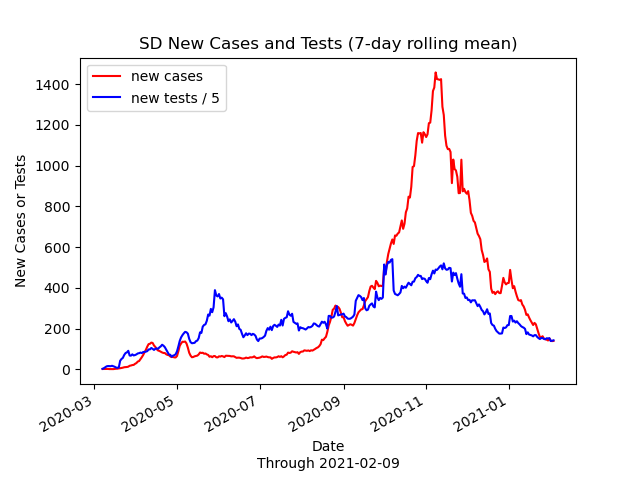 SD New Cases and Tests (7-day rolling mean)
new cases
new tests / 5
New Cases or Tests
1400
1200
1000
800
600
400
200
0
2020-03
2020-05
2020-07
2020-09
2020-11
2021-01
Date
Through 2021-02-09